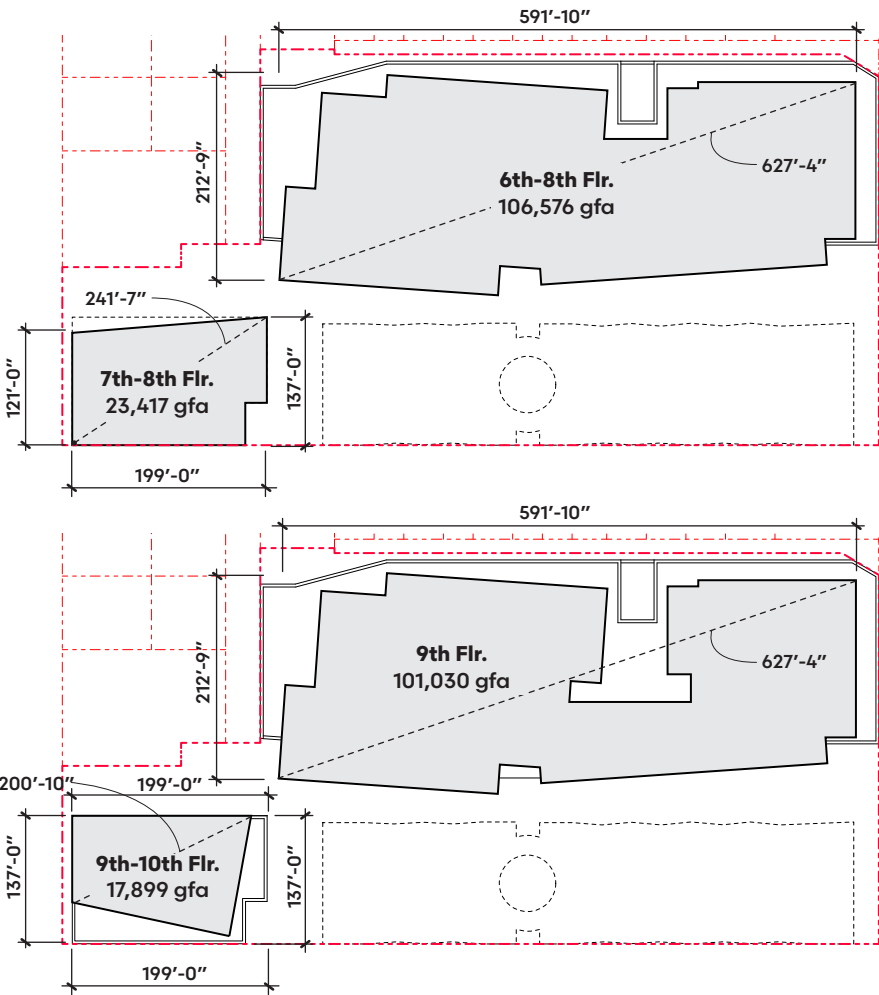 591’-10”
212’-9”
627’-4”
6th-8th Flr.
106,576 gfa
241’-7”
121’-0”
7th-8th Flr.
23,417 gfa
137’-0”
199’-0”
591’-10”
212’-9”
9th Flr.
101,030 gfa
627’-4”
200’-10”
199’-0”
137’-0”
9th-10th Flr.
17,899 gfa
137’-0”
199’-0”